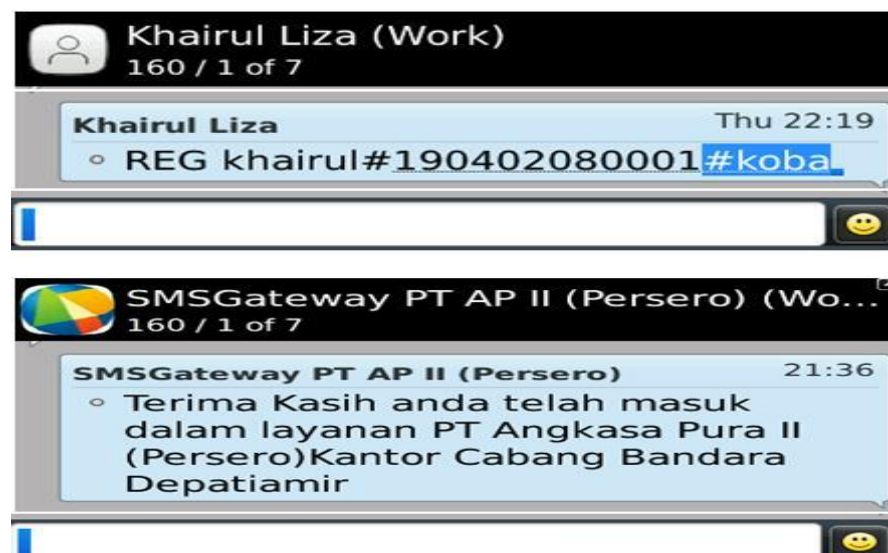 Khairul Liza (Work)
160 / 1 of 7
Khairul Liza Thu 22:19
REG khairul#190402080001#koba
SMSGateway PT AP II (Persero) (Wo...
160 / 1 of 7
SMSGateway PT AP II (Persero) 21:36
Terima Kasih anda telah masuk
dalam layanan PT Angkasa Pura II
(Persero)Kantor Cabang Bandara
Depatiamir